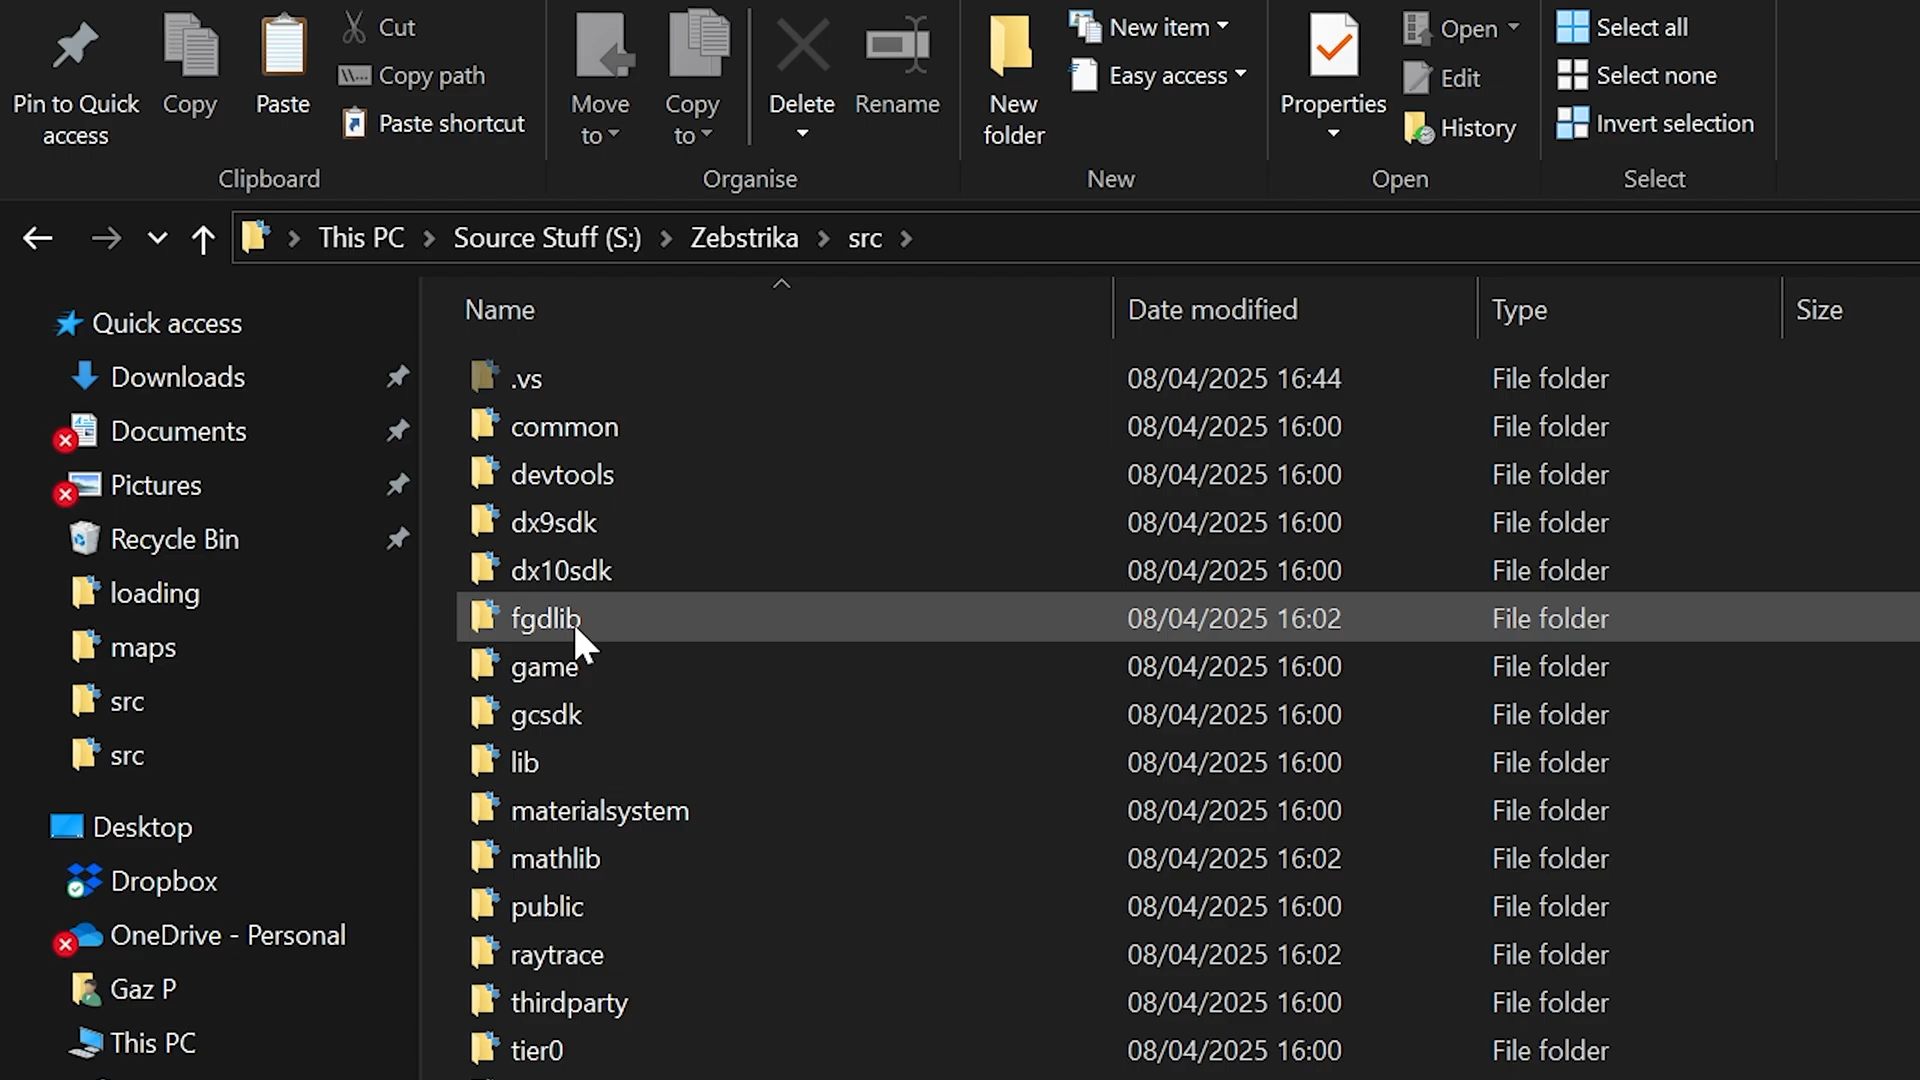 Pin to Quick access
Copy
Paste
Cut
Copy path
Paste shortcut
Clipboard
Move to
Copy to
Delete
Rename
Organise
New folder
New item
Easy access
New
Properties
Open
Edit
History
Open
Select all
Select none
Invert selection
Select
This PC > Source Stuff (S:) > Zebstrika > src >
Quick access
Downloads
Documents
Pictures
Recycle Bin
loading
maps
src
src
Desktop
Dropbox
OneDrive - Personal
Gaz P
This PC
Name Date modified Type Size
.vs 08/04/2025 16:44 File folder
common 08/04/2025 16:00 File folder
devtools 08/04/2025 16:00 File folder
dx9sdk 08/04/2025 16:00 File folder
dx10sdk 08/04/2025 16:00 File folder
fgdlib 08/04/2025 16:02 File folder
game 08/04/2025 16:00 File folder
gcsdk 08/04/2025 16:00 File folder
lib 08/04/2025 16:00 File folder
materialsystem 08/04/2025 16:00 File folder
mathlib 08/04/2025 16:02 File folder
public 08/04/2025 16:00 File folder
raytrace 08/04/2025 16:02 File folder
thirdparty 08/04/2025 16:00 File folder
tier0 08/04/2025 16:00 File folder